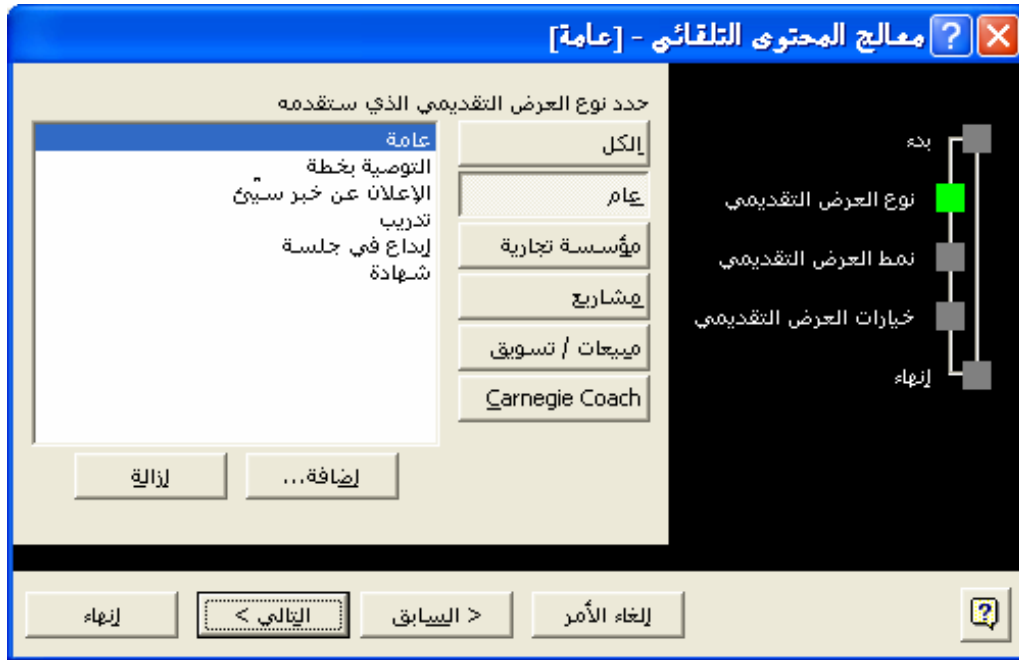 معالج المحتوى التلقائي - [عامة]
بدء
نوع العرض التقديمي
نمط العرض التقديمي
خيارات العرض التقديمي
إنهاء
حدد نوع العرض التقديمي الذي ستقدمه
الكل
عام
مؤسسة تجارية
مشاريع
مبيعات / تسويق
Carnegie Coach
عامة
التوصية بخطة
الإعلان عن خبر سيّئ
تدريب
إبداع في جلسة
شهادة
إضافة...
إزالة
إلغاء الأمر
< السابق
التالي >
إنهاء